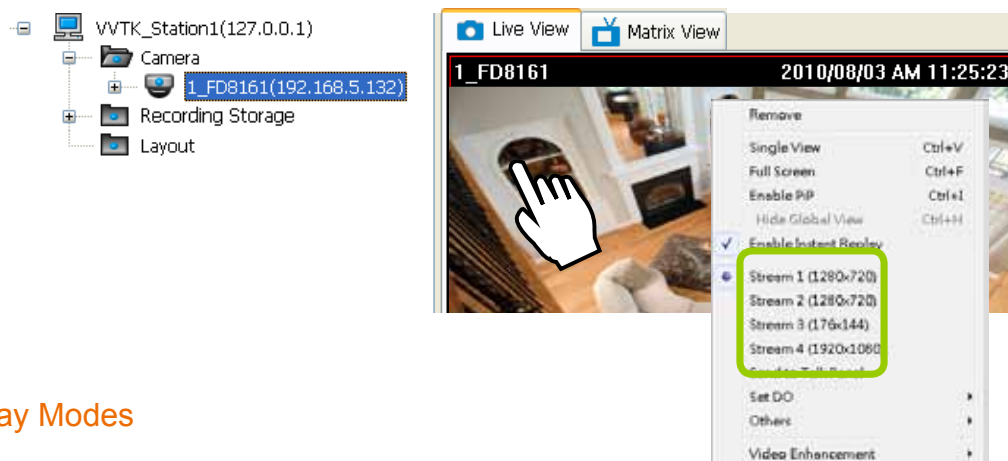 VVTK_Station1(127.0.0.1)
Camera
1_FD8161(192.168.5.132)
Recording Storage
Layout
Live View
Matrix View
1_FD8161 2010/08/03 AM 11:25:23
Remove
Single View Ctrl+V
Full Screen Ctrl+F
Enable PiP Ctrl+I
Hide Global View Ctrl+H
Enable Instant Replay
Stream 1 (1280x720)
Stream 2 (1280x720)
Stream 3 (176x144)
Stream 4 (1920x1080)
Set DO
Others
Video Enhancement
ay Modes